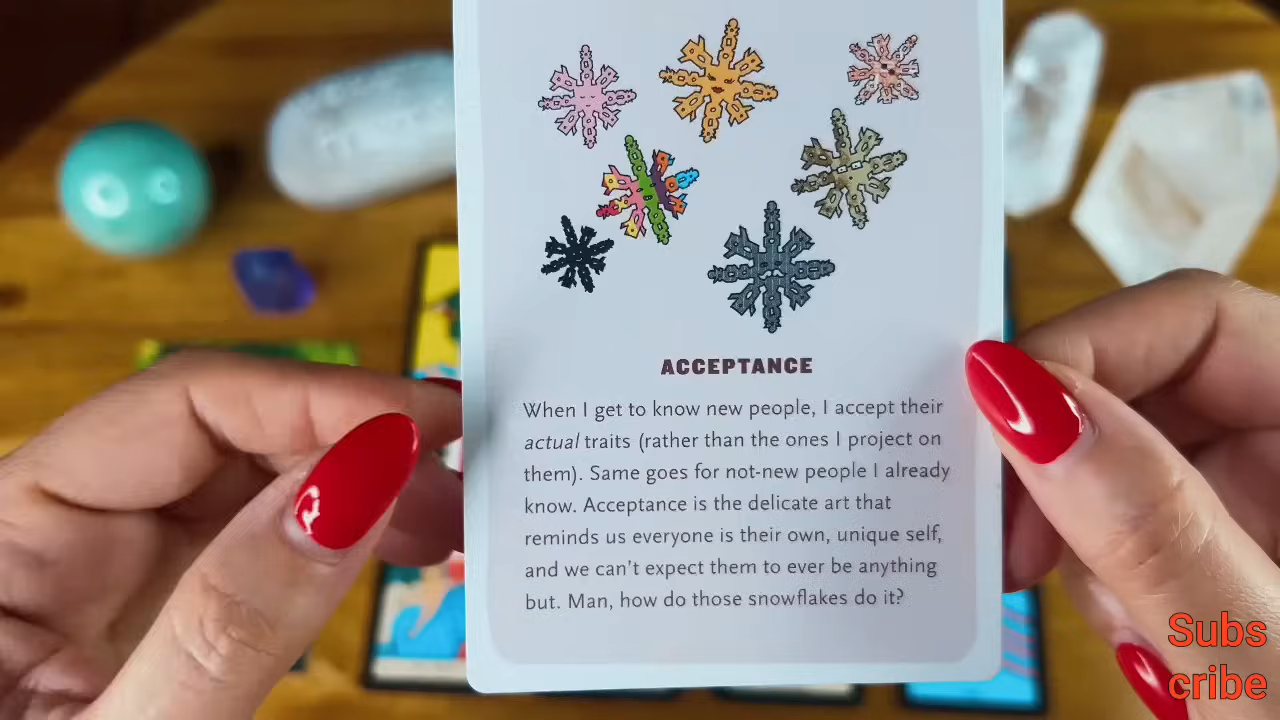 ACCEPTANCE
When I get to know new people, I accept their
actual traits (rather than the ones I project on
them). Same goes for not-new people I already
know. Acceptance is the delicate art that
reminds us everyone is their own, unique self,
and we can't expect them to ever be anything
but. Man, how do those snowflakes do it?
Subs
cribe